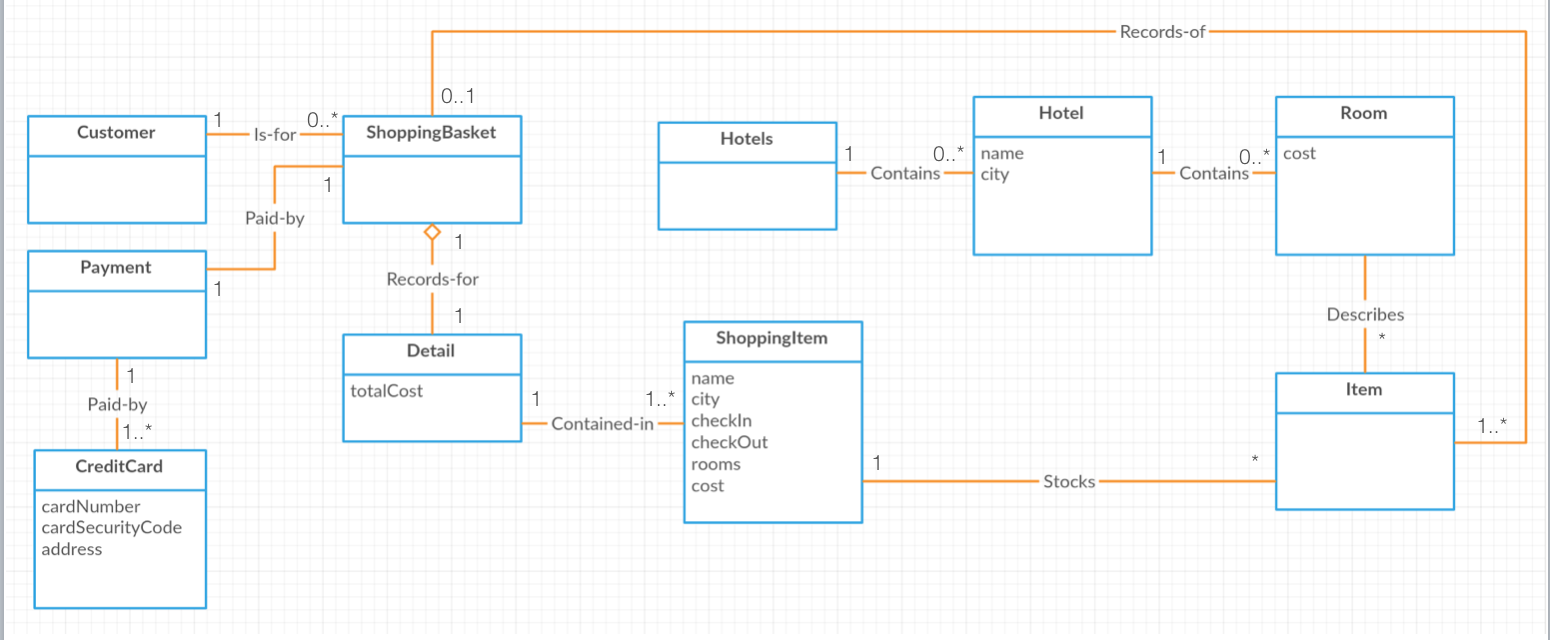 Records-of
0..1
Customer
1
Is-for
0..*
ShoppingBasket
1
Paid-by
Payment
1
1
Paid-by
1..*
CreditCard
cardNumber
cardSecurityCode
address
1
Records-for
1
Detail
totalCost
1
Contained-in
1..*
ShoppingItem
name
city
checkIn
checkOut
rooms
cost
1
Stocks
*
Hotels
1
Contains
0..*
Hotel
name
city
1
Contains
0..*
Room
cost
Describes
*
Item
1..*